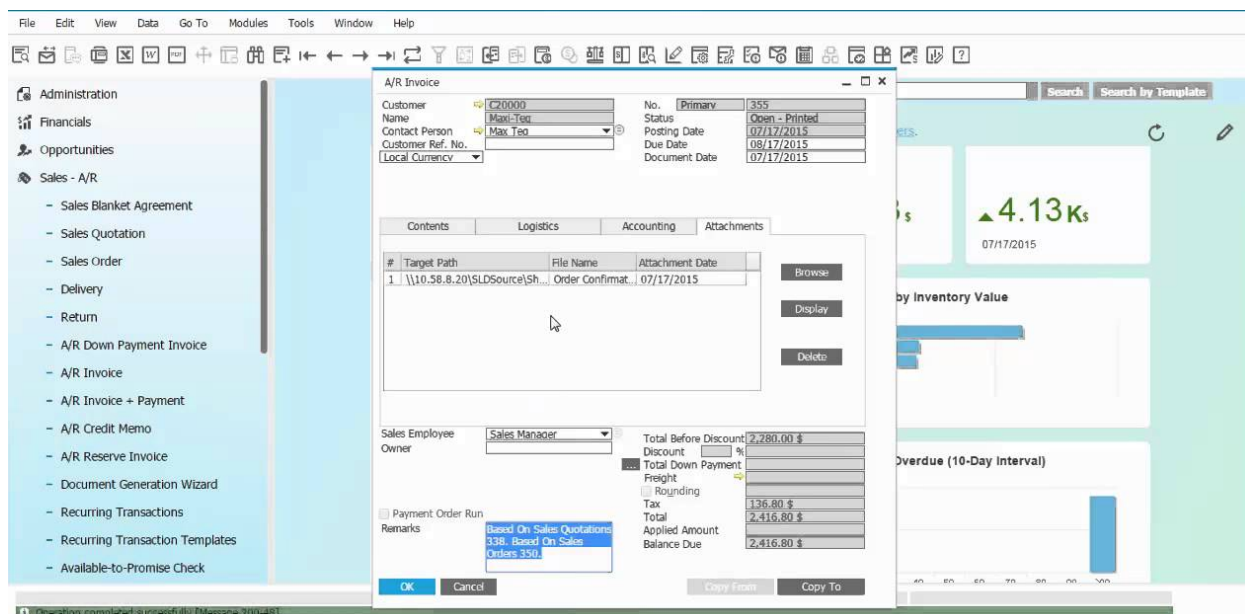 File Edit View Data Go To Modules Tools Window Help
Administration
Financials
Opportunities
Sales - A/R
- Sales Blanket Agreement
- Sales Quotation
- Sales Order
- Delivery
- Return
- A/R Down Payment Invoice
- A/R Invoice
- A/R Invoice + Payment
- A/R Credit Memo
- A/R Reserve Invoice
- Document Generation Wizard
- Recurring Transactions
- Recurring Transaction Templates
- Available-to-Promise Check
A/R Invoice
Customer C20000
Name Maxi-Teq
Contact Person Max Teq
Customer Ref. No.
Local Currency
No. Primary 355
Status Open - Printed
Posting Date 07/17/2015
Due Date 08/17/2015
Document Date 07/17/2015
Contents Logistics Accounting Attachments
# Target Path File Name Attachment Date
1 \\10.58.8.20\SLDSource\Sh... Order Confirmat... 07/17/2015
Browse
Display
Delete
Sales Employee Sales Manager
Owner
Payment Order Run
Remarks Based On Sales Quotations
338. Based On Sales
Orders 350.
Total Before Discount 2,280.00 $
Discount %
... Total Down Payment
Freight
Rounding
Tax 136.80 $
Total 2,416.80 $
Applied Amount
Balance Due 2,416.80 $
OK Cancel Copy From Copy To
Search Search by Template
$ 4.13 K$
07/17/2015
by Inventory Value
Overdue (10-Day Interval)
Operation completed successfully [Message 200-48]